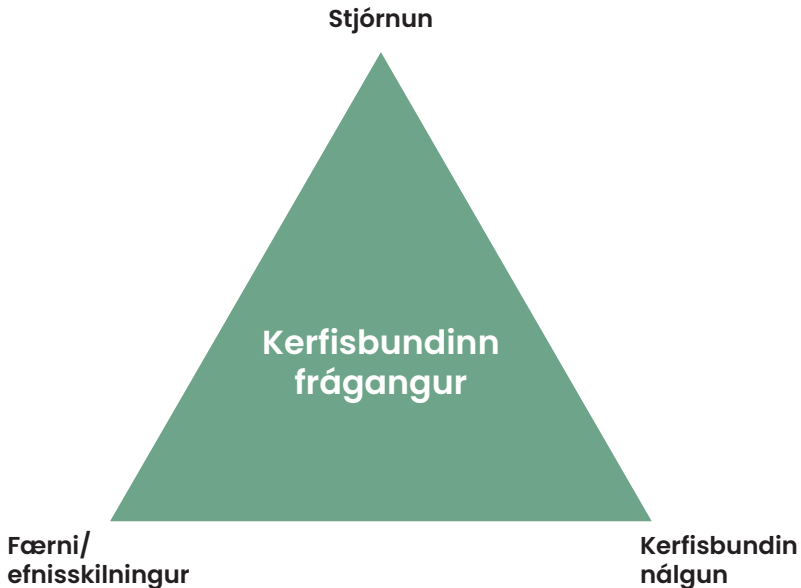 Stjórnun
Kerfisbundinn
frágangur
Færni/
efnisskilningur
Kerfisbundin
nálgun